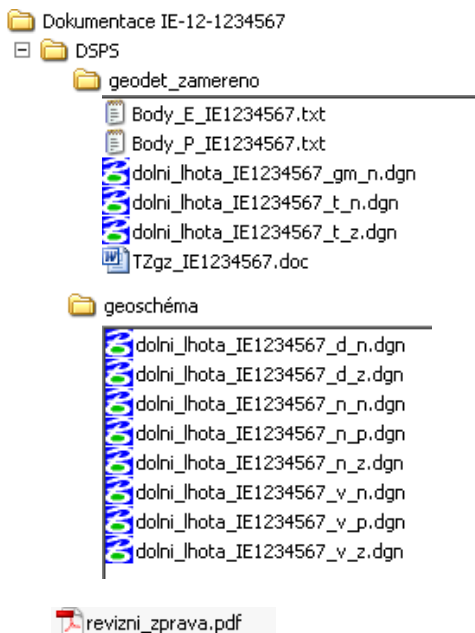 Dokumentace IE-12-1234567
DSPS
geodet_zamereno
Body_E_IE1234567.txt
Body_P_IE1234567.txt
dolni_lhota_IE1234567_gm_n.dgn
dolni_lhota_IE1234567_t_n.dgn
dolni_lhota_IE1234567_t_z.dgn
TZgz_IE1234567.doc
geoschéma
dolni_lhota_IE1234567_d_n.dgn
dolni_lhota_IE1234567_d_z.dgn
dolni_lhota_IE1234567_n_n.dgn
dolni_lhota_IE1234567_n_p.dgn
dolni_lhota_IE1234567_n_z.dgn
dolni_lhota_IE1234567_v_n.dgn
dolni_lhota_IE1234567_v_p.dgn
dolni_lhota_IE1234567_v_z.dgn
revizni_zprava.pdf